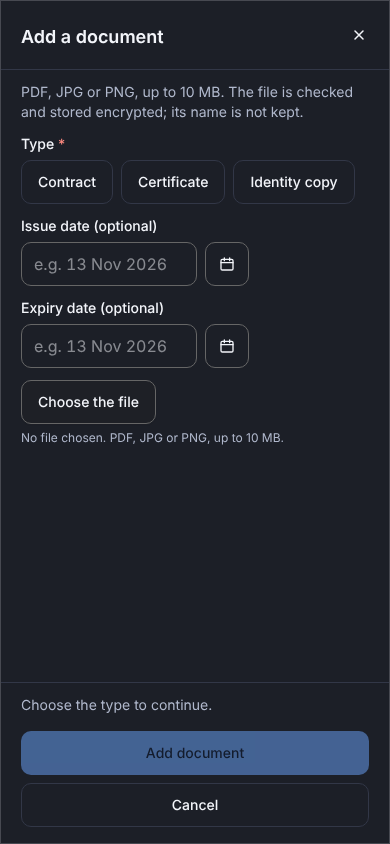 Add a document
PDF, JPG or PNG, up to 10 MB. The file is checked
and stored encrypted; its name is not kept.
Type *
Contract
Certificate
Identity copy
Issue date (optional)
e.g. 13 Nov 2026
Expiry date (optional)
e.g. 13 Nov 2026
Choose the file
No file chosen. PDF, JPG or PNG, up to 10 MB.
Choose the type to continue.
Add document
Cancel